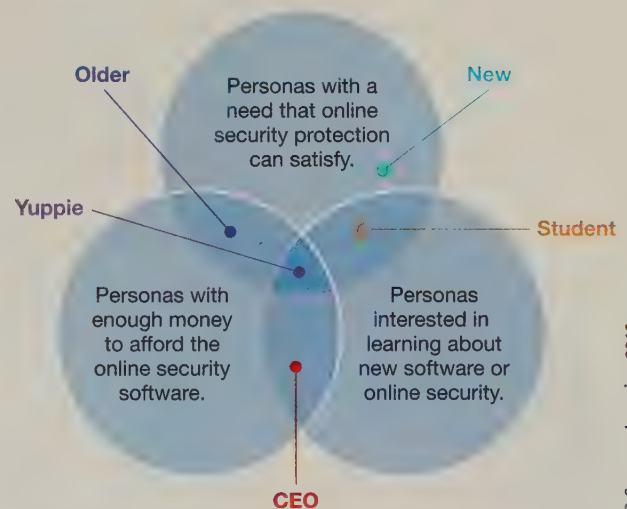 Older
New
Personas with a
need that online
security protection
can satisfy.
Yuppie
Student
Personas with
enough money
to afford the
online security
software.
Personas
interested in
learning about
new software or
online security.
CEO